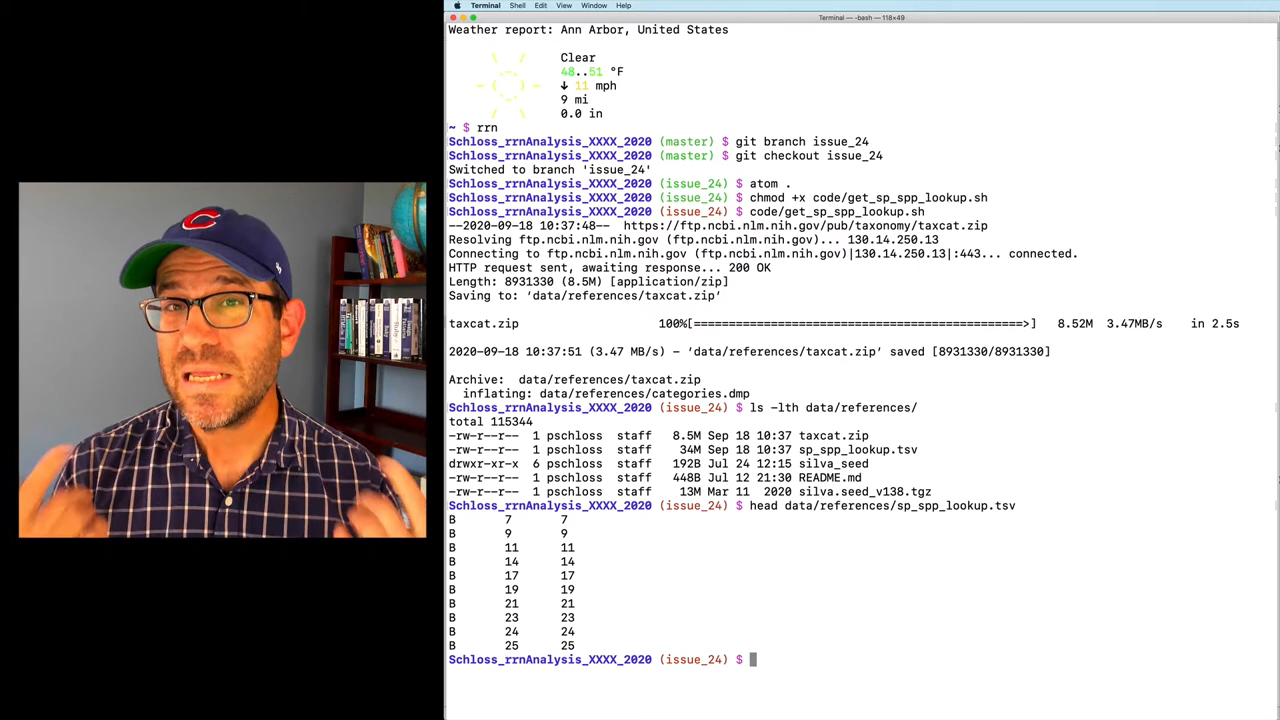 Terminal Shell Edit View Window Help
Terminal — -bash — 118×49
Weather report: Ann Arbor, United States
Clear
48..51 °F
↓ 11 mph
9 mi
0.0 in
~ $ rrn
Schloss_rrnAnalysis_XXXX_2020 (master) $ git branch issue_24
Schloss_rrnAnalysis_XXXX_2020 (master) $ git checkout issue_24
Switched to branch 'issue_24'
Schloss_rrnAnalysis_XXXX_2020 (issue_24) $ atom .
Schloss_rrnAnalysis_XXXX_2020 (issue_24) $ chmod +x code/get_sp_spp_lookup.sh
Schloss_rrnAnalysis_XXXX_2020 (issue_24) $ code/get_sp_spp_lookup.sh
--2020-09-18 10:37:48-- https://ftp.ncbi.nlm.nih.gov/pub/taxonomy/taxcat.zip
Resolving ftp.ncbi.nlm.nih.gov (ftp.ncbi.nlm.nih.gov)... 130.14.250.13
Connecting to ftp.ncbi.nlm.nih.gov (ftp.ncbi.nlm.nih.gov)|130.14.250.13|:443... connected.
HTTP request sent, awaiting response... 200 OK
Length: 8931330 (8.5M) [application/zip]
Saving to: ‘data/references/taxcat.zip’
taxcat.zip 100%[=============================================>] 8.52M 3.47MB/s in 2.5s
2020-09-18 10:37:51 (3.47 MB/s) – ‘data/references/taxcat.zip’ saved [8931330/8931330]
Archive: data/references/taxcat.zip
inflating: data/references/categories.dmp
Schloss_rrnAnalysis_XXXX_2020 (issue_24) $ ls -lth data/references/
total 115344
-rw-r--r-- 1 pschloss staff 8.5M Sep 18 10:37 taxcat.zip
-rw-r--r-- 1 pschloss staff 34M Sep 18 10:37 sp_spp_lookup.tsv
drwxr-xr-x 6 pschloss staff 192B Jul 24 12:15 silva_seed
-rw-r--r-- 1 pschloss staff 448B Jul 12 21:30 README.md
-rw-r--r-- 1 pschloss staff 13M Mar 11 2020 silva.seed_v138.tgz
Schloss_rrnAnalysis_XXXX_2020 (issue_24) $ head data/references/sp_spp_lookup.tsv
B 7 7
B 9 9
B 11 11
B 14 14
B 17 17
B 19 19
B 21 21
B 23 23
B 24 24
B 25 25
Schloss_rrnAnalysis_XXXX_2020 (issue_24) $
C